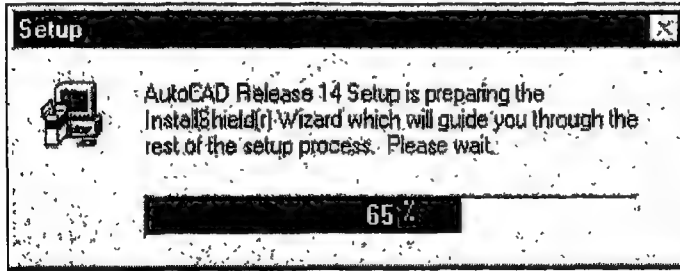 Setup
AutoCAD Release 14 Setup is preparing the
InstallShield(r) Wizard which will guide you through the
rest of the setup process. Please wait.
65%